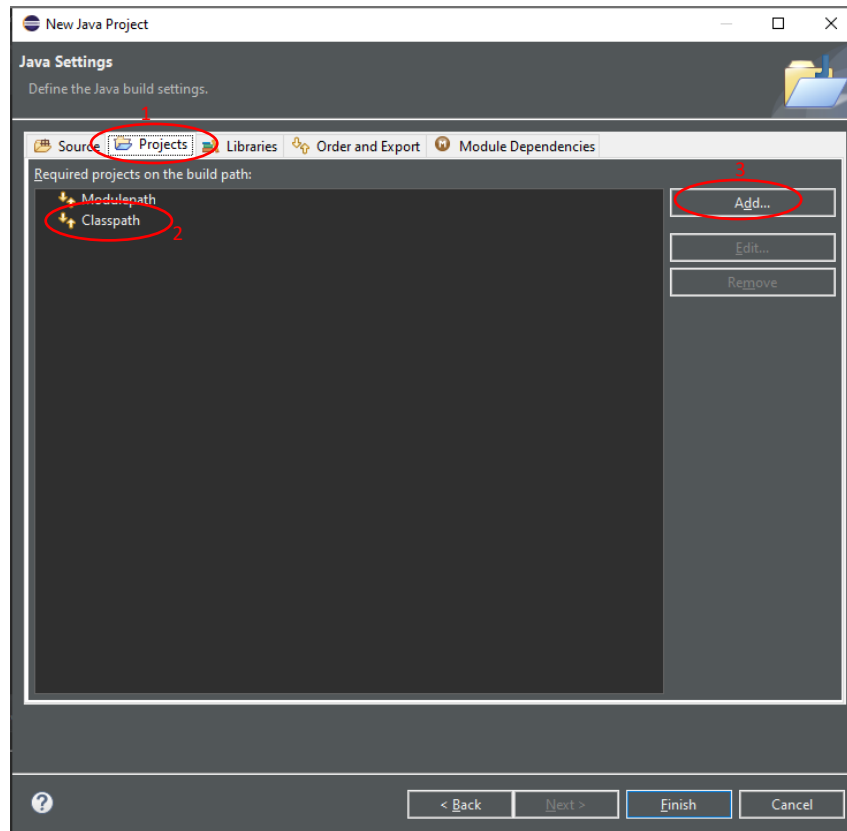 New Java Project
Java Settings
Define the Java build settings.
1
Source Projects Libraries Order and Export Module Dependencies
Required projects on the build path:
3
Modulepath
Add...
Classpath
2
Edit...
Remove
< Back Next > Finish Cancel